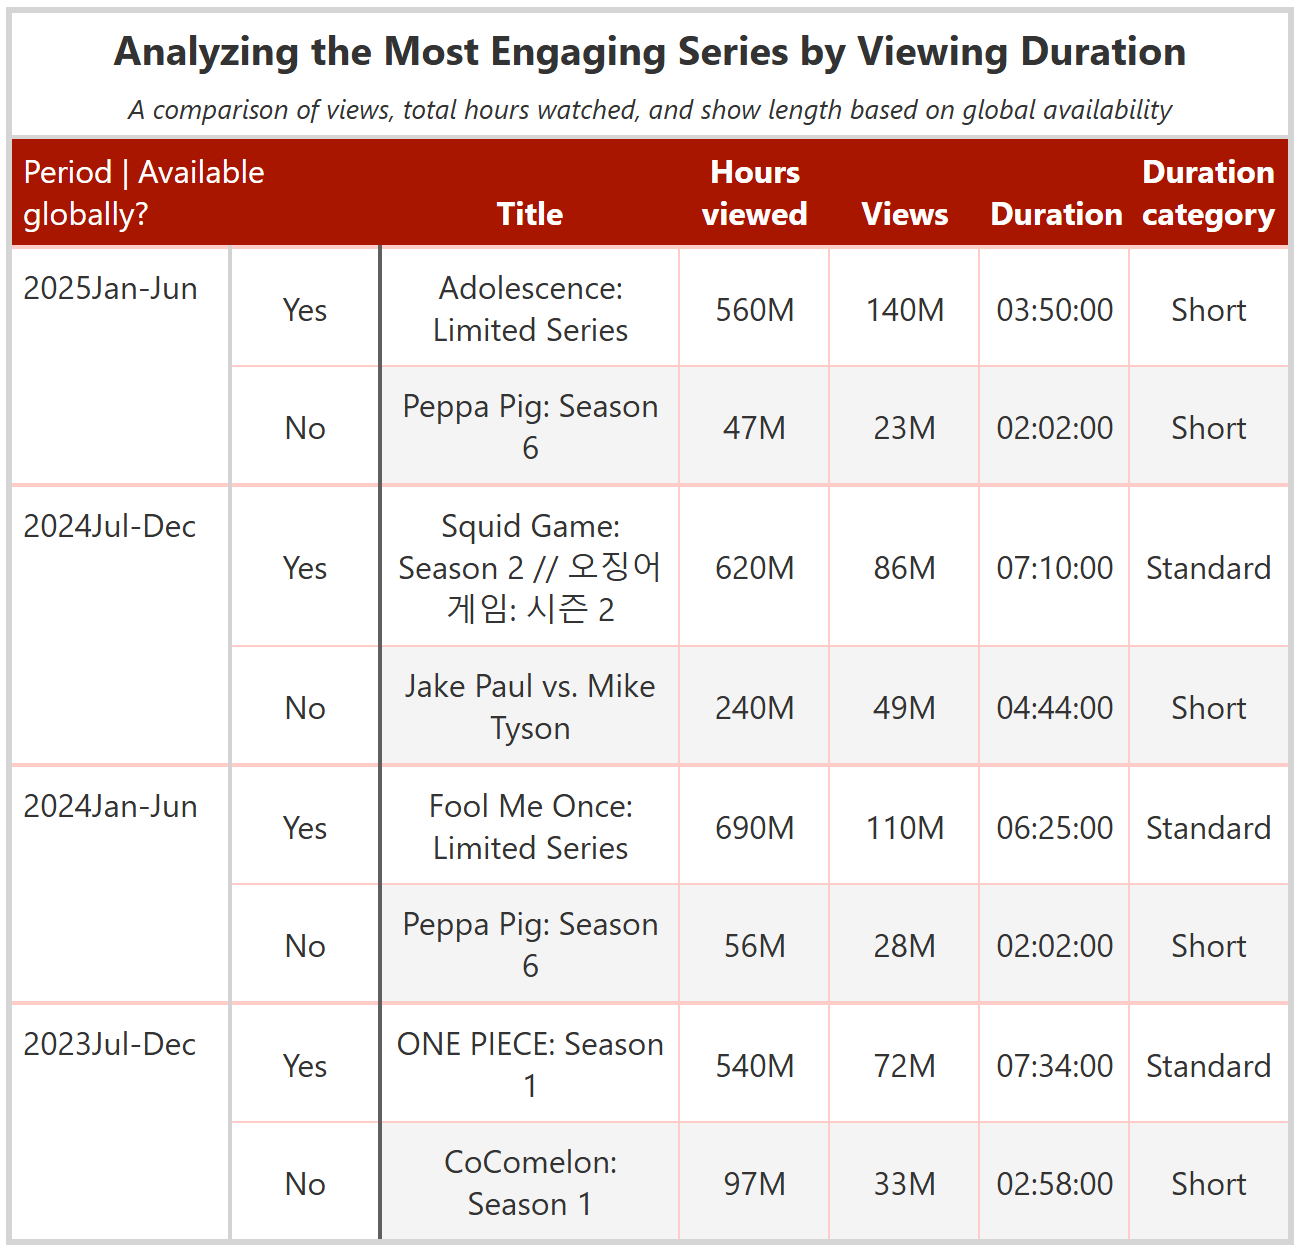 Analyzing the Most Engaging Series by Viewing Duration
A comparison of views, total hours watched, and show length based on global availability
Period | Available
globally?
Title
Hours
viewed
Views
Duration
Duration
category
2025Jan-Jun
Yes
Adolescence:
Limited Series
560M
140M
03:50:00
Short
No
Peppa Pig: Season
6
47M
23M
02:02:00
Short
2024Jul-Dec
Yes
Squid Game:
Season 2 // 오징어
게임: 시즌 2
620M
86M
07:10:00
Standard
No
Jake Paul vs. Mike
Tyson
240M
49M
04:44:00
Short
2024Jan-Jun
Yes
Fool Me Once:
Limited Series
690M
110M
06:25:00
Standard
No
Peppa Pig: Season
6
56M
28M
02:02:00
Short
2023Jul-Dec
Yes
ONE PIECE: Season
1
540M
72M
07:34:00
Standard
No
CoComelon:
Season 1
97M
33M
02:58:00
Short